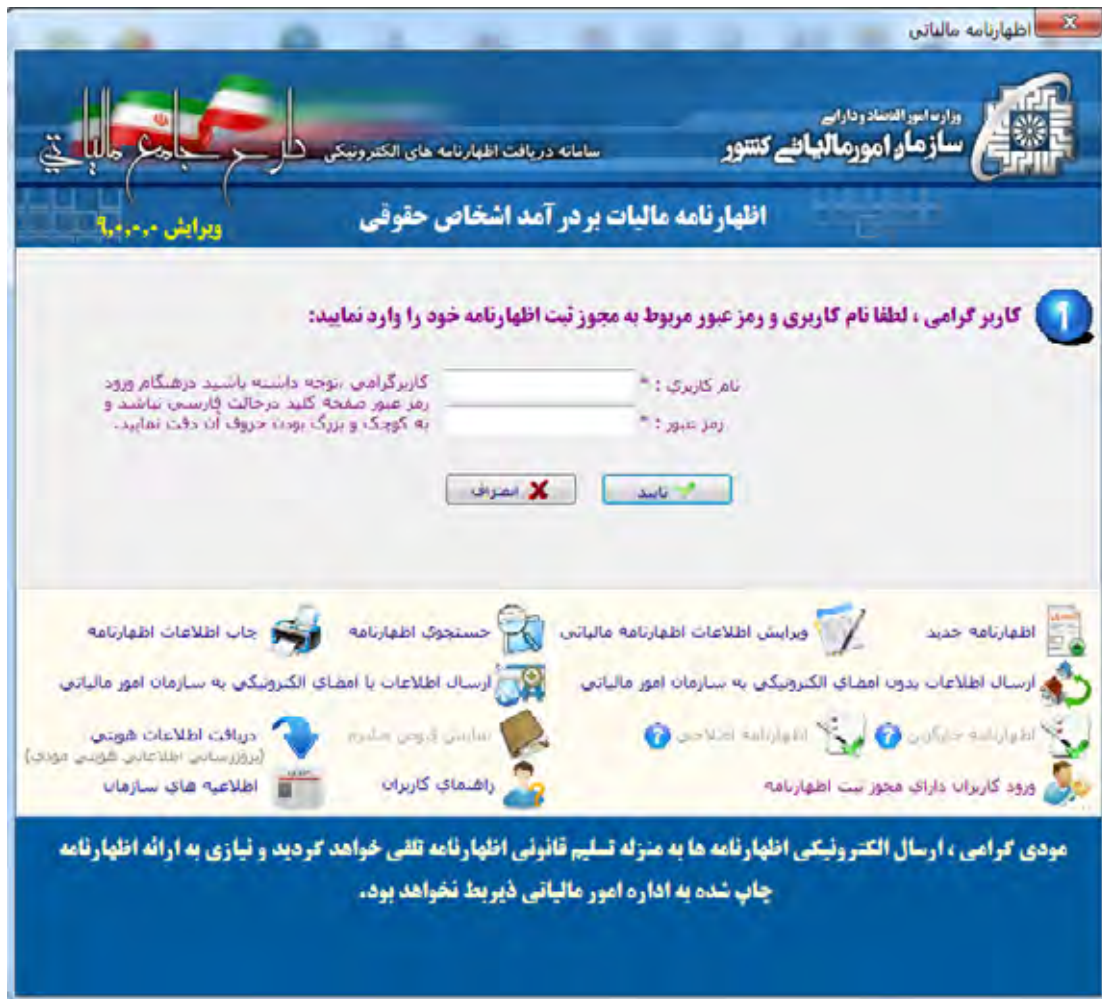 اظهارنامه مالیاتی
وزارت امور اقتصاد و دارایی
سازمان امور مالیاتی کشور
سامانه دریافت اظهارنامه های الکترونیکی
طرح جامع مالیاتی
اظهارنامه مالیات بر درآمد اشخاص حقوقی
ویرایش ۹,۰,۰,۰
1
کاربر گرامی ، لطفا نام کاربری و رمز عبور مربوط به مجوز ثبت اظهارنامه خود را وارد نمایید:
نام کاربری : *
رمز عبور : *
کاربرگرامی ،توجه داشته باشید درهنگام ورود
رمز عبور صفحه کلید درحالت فارسی نباشد و
به کوچک و بزرگ بودن حروف آن دقت نمایید.
تایید
انصراف
اظهارنامه جدید
ویرایش اطلاعات اظهارنامه مالیاتی
جستجوی اظهارنامه
چاپ اطلاعات اظهارنامه
ارسال اطلاعات بدون امضای الکترونیکی به سازمان امور مالیاتی
ارسال اطلاعات با امضای الکترونیکی به سازمان امور مالیاتی
اظهارنامه جایگزین
اظهارنامه اصلاحی
نمایش قبوض
دریافت اطلاعات هویتی
(بروزرسانی اطلاعاتی هویتی مودی)
ورود کاربران دارای مجوز ثبت اظهارنامه
راهنمای کاربران
اطلاعیه های سازمان
مودی گرامی ، ارسال الکترونیکی اظهارنامه ها به منزله تسلیم قانونی اظهارنامه تلقی خواهد گردید و نیازی به ارائه اظهارنامه
چاپ شده به اداره امور مالیاتی ذیربط نخواهد بود.